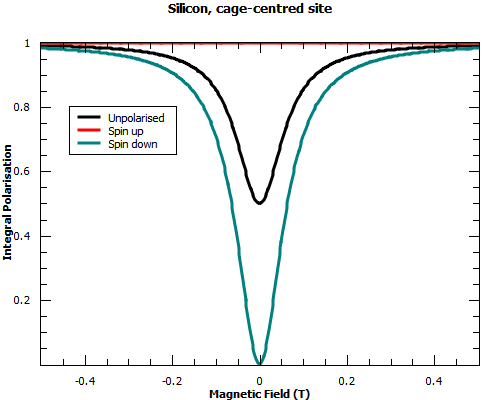 Silicon, cage-centred site
1
0.8
0.6
0.4
0.2
Integral Polarisation
Unpolarised
Spin up
Spin down
-0.4
-0.2
0
0.2
0.4
Magnetic Field (T)